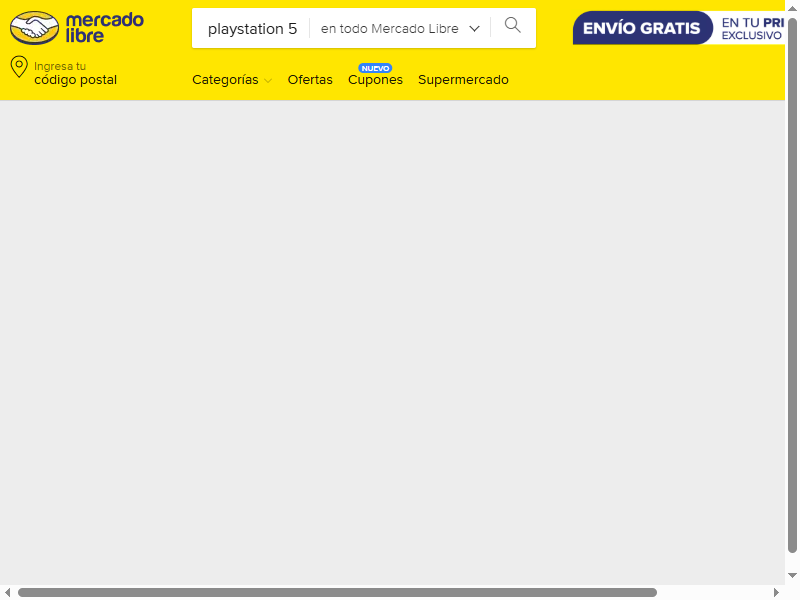 mercado
libre
playstation 5
en todo Mercado Libre
ENVÍO GRATIS
EN TU PRI
EXCLUSIVO
Ingresa tu
código postal
Categorías
Ofertas
NUEVO
Cupones
Supermercado